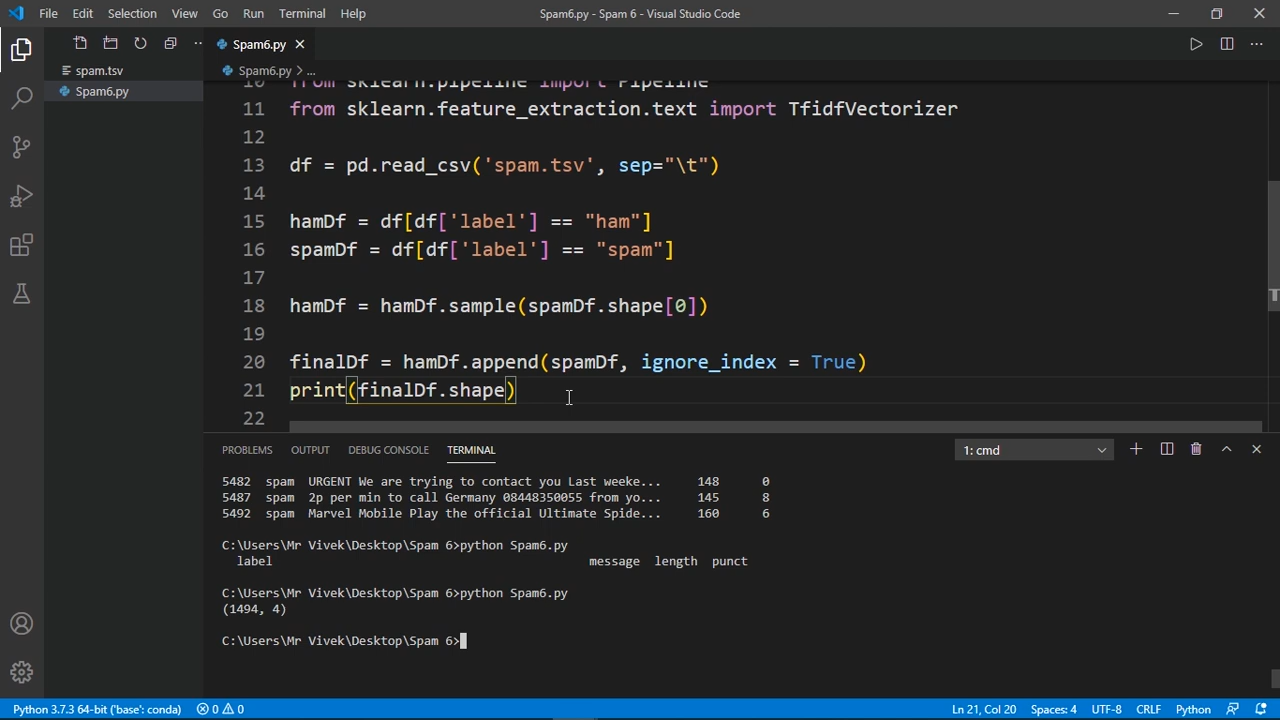 File Edit Selection View Go Run Terminal Help
Spam6.py - Spam 6 - Visual Studio Code
spam.tsv
Spam6.py
Spam6.py
Spam6.py > ...
10 from sklearn.pipeline import Pipeline
11 from sklearn.feature_extraction.text import TfidfVectorizer
12
13 df = pd.read_csv('spam.tsv', sep="\t")
14
15 hamDf = df[df['label'] == "ham"]
16 spamDf = df[df['label'] == "spam"]
17
18 hamDf = hamDf.sample(spamDf.shape[0])
19
20 finalDf = hamDf.append(spamDf, ignore_index = True)
21 print(finalDf.shape)
22
PROBLEMS OUTPUT DEBUG CONSOLE TERMINAL
1: cmd
5482 spam URGENT We are trying to contact you Last weeke... 148 0
5487 spam 2p per min to call Germany 08448350055 from yo... 145 8
5492 spam Marvel Mobile Play the official Ultimate Spide... 160 6
C:\Users\Mr Vivek\Desktop\Spam 6>python Spam6.py
label message length punct
C:\Users\Mr Vivek\Desktop\Spam 6>python Spam6.py
(1494, 4)
C:\Users\Mr Vivek\Desktop\Spam 6>
Python 3.7.3 64-bit ('base': conda) 0 0 Ln 21, Col 20 Spaces: 4 UTF-8 CRLF Python